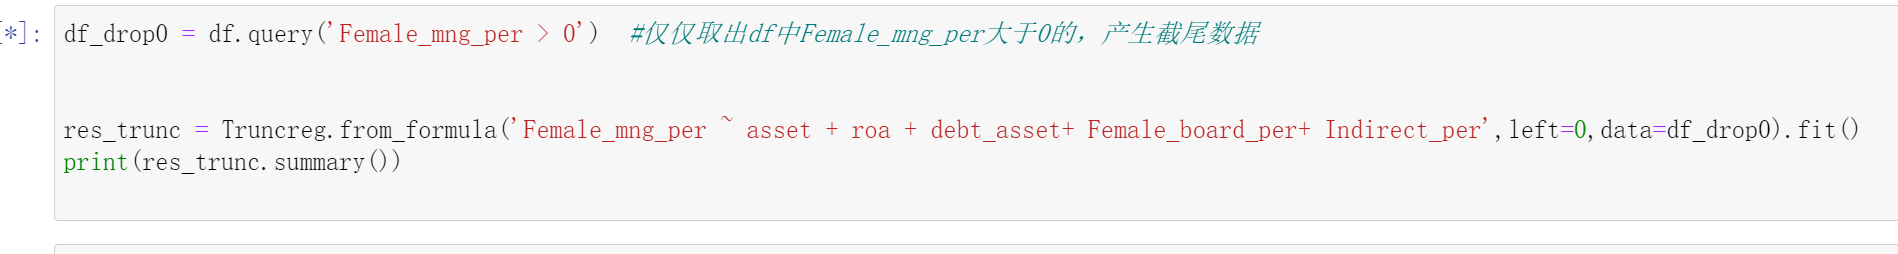 [*]: df_drop0 = df.query('Female_mng_per > 0')  #仅仅取出df中Female_mng_per大于0的，产生截尾数据
res_trunc = Truncreg.from_formula('Female_mng_per ~ asset + roa + debt_asset+ Female_board_per+ Indirect_per',left=0,data=df_drop0).fit()
print(res_trunc.summary())